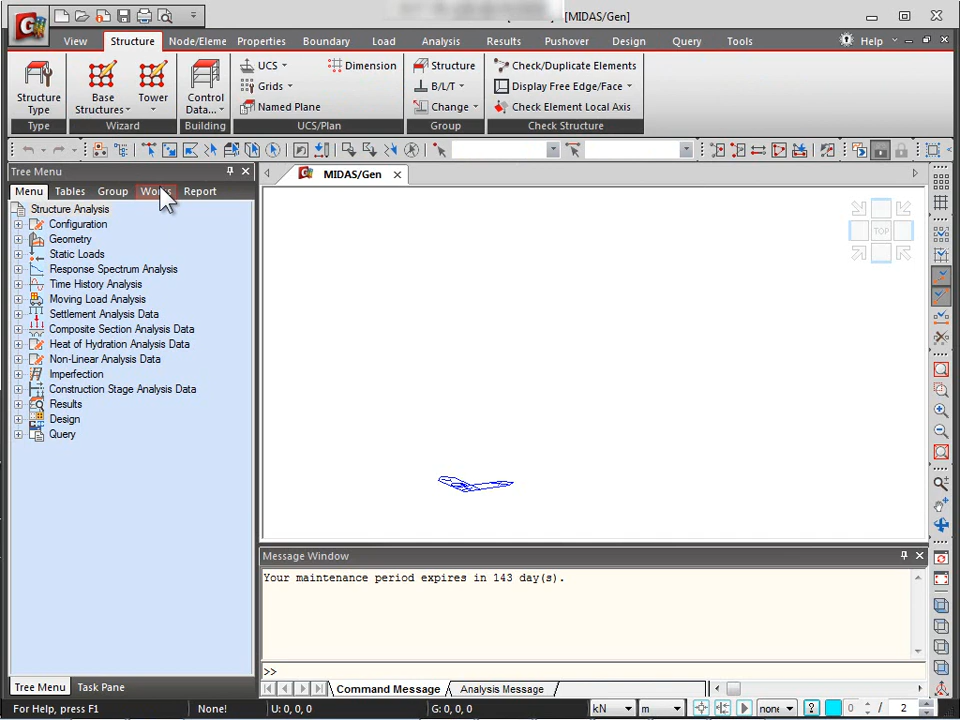 [MIDAS/Gen]
View Structure Node/Eleme Properties Boundary Load Analysis Results Pushover Design Query Tools Help
Structure Type
Base Structures
Tower
Control Data...
UCS
Grids
Named Plane
Dimension
Structure
B/L/T
Change
Check/Duplicate Elements
Display Free Edge/Face
Check Element Local Axis
Type Wizard Building UCS/Plan Group Check Structure
Tree Menu
Menu Tables Group Works Report
MIDAS/Gen
TOP
Structure Analysis
Configuration
Geometry
Static Loads
Response Spectrum Analysis
Time History Analysis
Moving Load Analysis
Settlement Analysis Data
Composite Section Analysis Data
Heat of Hydration Analysis Data
Non-Linear Analysis Data
Imperfection
Construction Stage Analysis Data
Results
Design
Query
Message Window
Your maintenance period expires in 143 day(s).
>>
Command Message Analysis Message
Tree Menu Task Pane
For Help, press F1 None! U: 0, 0, 0 G: 0, 0, 0 kN m none 0 / 2